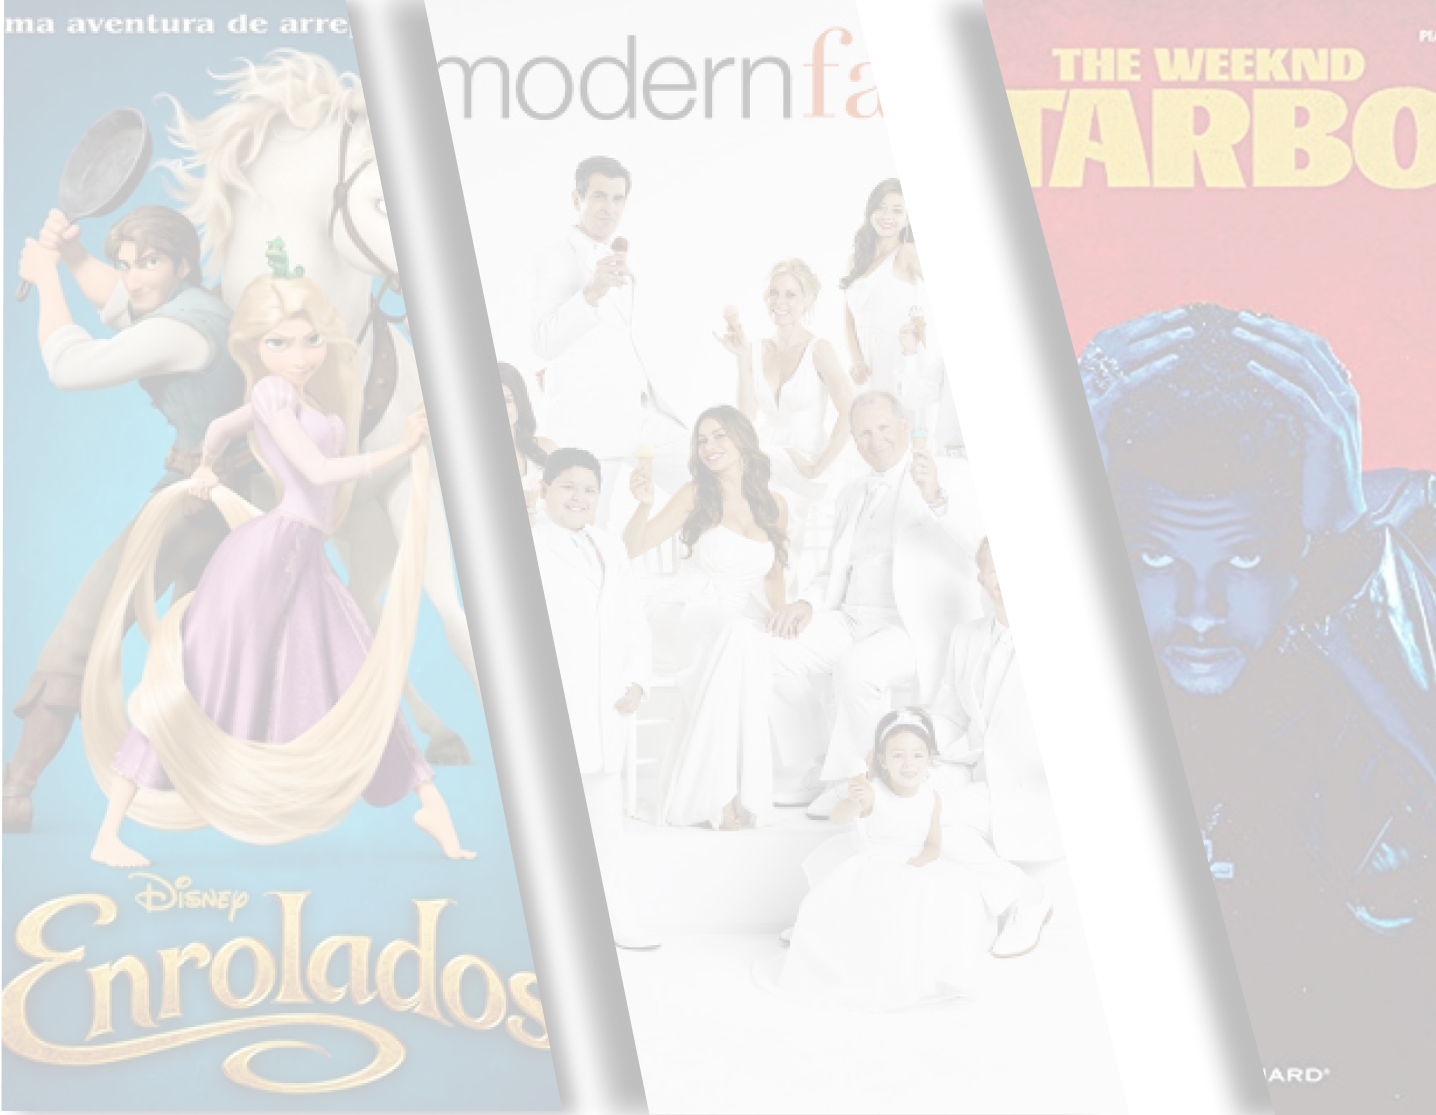 ma aventura de arre
DISNEY
Enrolados
modernfa
THE WEEKND
TARBO
ARD®